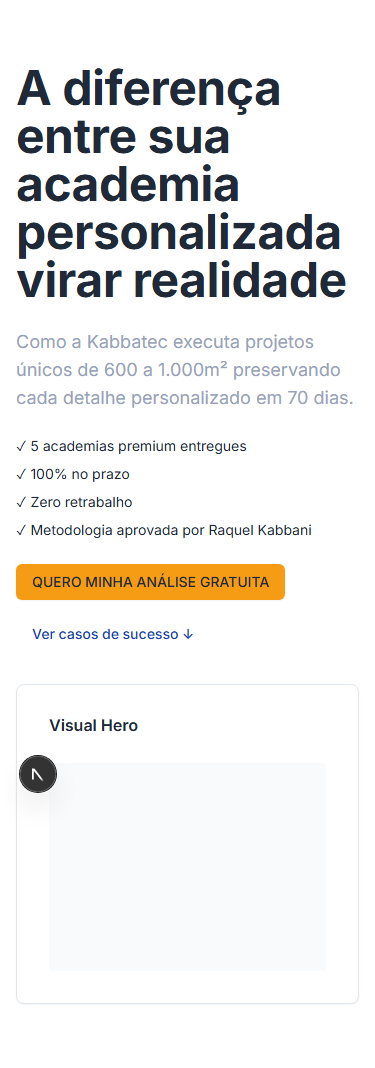 A diferença
entre sua
academia
personalizada
virar realidade
Como a Kabbatec executa projetos
únicos de 600 a 1.000m² preservando
cada detalhe personalizado em 70 dias.
✓ 5 academias premium entregues
✓ 100% no prazo
✓ Zero retrabalho
✓ Metodologia aprovada por Raquel Kabbani
QUERO MINHA ANÁLISE GRATUITA
Ver casos de sucesso ↓
Visual Hero
N